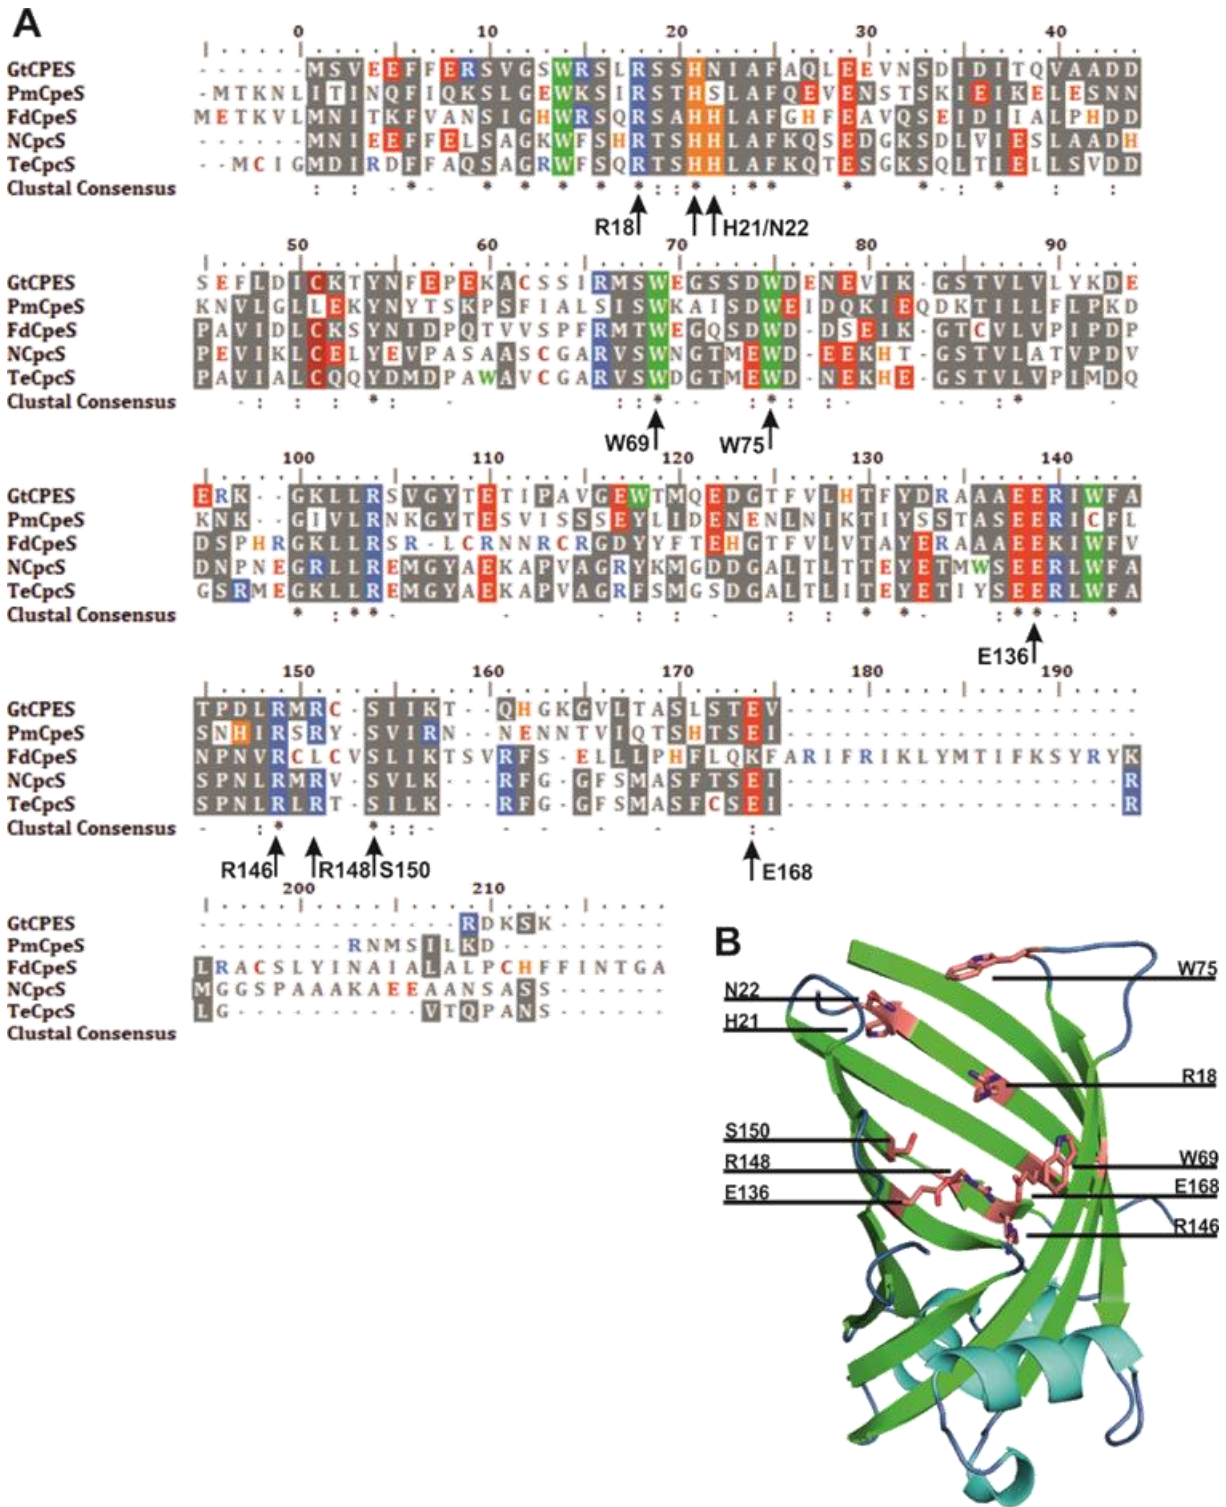 A
0 10 20 30 40
GtCPES ------MSVEEFFERSVGSWRSLRSSHNIAFAQLEEVNSDIDITQVAADD
PmCpeS -MTKNLITINQFIQKSLGEWKSIRSTHSLAFQEVENSTSKIEIKELESNN
FdCpeS METKVLMNITKFVANSIGHWRSQRSAHHLAFGHFEAVQSEIDIIALPHDD
NCpcS ------MNIEEFFELSAGKWFSHRTSHHLAFKQSESGKSDLVIESLAADH
TeCpcS --MCIGMDIRDFFAQSAGRWFSQRTSHHLAFKQTESGKSQLTIELLSVDD
Clustal Consensus
R18 H21/N22
50 60 70 80 90
GtCPES SEFLDICKTYNFEPEKACSSIRMSWEGSSDWDENEVIK-GSTVLVLYKDE
PmCpeS KNVLGLLEKYNYTSKPSFIALSISWKAISDWEIDQKIEQDKTILLFLPKD
FdCpeS PAVIDLCKSYNIDPQTVVSPFRMTWEGQSDWD-DSEIK-GTCVLVPIPDP
NCpcS PEVIKLCELYEVPASAASCGARVSWNGTMEWD-EEKHT-GSTVLATVPDV
TeCpcS PAVIALCQQYDMDPAWAVCGARVSWDGTMEWD-NEKHE-GSTVLVPIMDQ
Clustal Consensus
W69 W75
100 110 120 130 140
GtCPES ERK--GKLLRSVGYTETIPAVGEWTMQEDGTFVLHTFYDRAAAEERIWFA
PmCpeS KNK--GIVLRNKGYTESVISSSEYLIDENENLNIKTIYSSTASEERICFL
FdCpeS DSPHRGKLLRSR-LCRNNRCRGDYYFTEHGTFVLVTAYERAAAEEKIWFV
NCpcS DNPNEGRLLREMGYAEKAPVAGRYKMGDDGALTLTTEYETMWSEERLWFA
TeCpcS GSRMEGKLLREMGYAEKAPVAGRFSMGSDGALTLITEYETIYSEERLWFA
Clustal Consensus
E136
150 160 170 180 190
GtCPES TPDLRMRC-SIIKT--QHGKGVLTASLSTEV-------------------
PmCpeS SNHIRSRY-SVIRN--NENNTVIQTSHTSEI-------------------
FdCpeS NPNVRCLCVSLIKTSVRFS-ELLLPHFLQKFARIFRIKLYMTIFKSYRYK
NCpcS SPNLRMRV-SVLK---RFG-GFSMASFTSEI------------------R
TeCpcS SPNLRLRT-SILK---RFG-GFSMASFCSEI------------------R
Clustal Consensus
R146 R148 S150 E168
200 210
GtCPES --------------RDKSK------
PmCpeS --------RNMSILKD---------
FdCpeS LRACSLYINAIALALPCHFFINTGA
NCpcS MGGSPAAAKAEEAANSASS------
TeCpcS LG----------VTQPANS------
Clustal Consensus
B
W75
N22
H21
R18
S150
W69
R148
E168
E136
R146